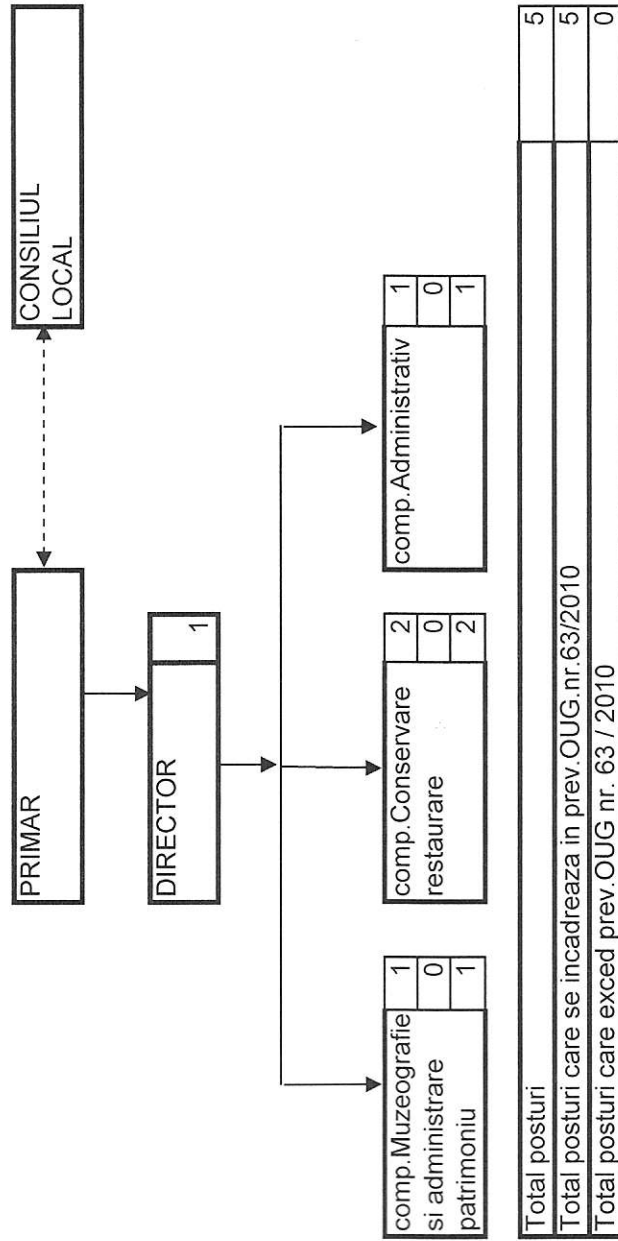 PRIMAR
CONSILIUL
LOCAL
DIRECTOR
1
comp.Muzeografie
si administrare
patrimoniu
1
0
1
comp.Conservare
restaurare
2
0
2
comp.Administrativ
1
0
1
Total posturi 5
Total posturi care se incadreaza in prev.OUG.nr.63/2010 5
Total posturi care exced prev.OUG nr. 63 / 2010 0